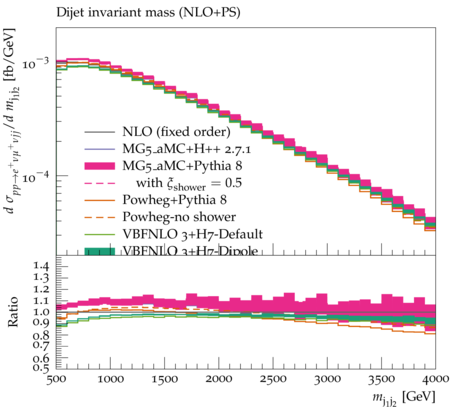 Dijet invariant mass (NLO+PS)
d σ_{pp→e⁺ν_μμ⁻ν_μjj}/d m_{j₁j₂} [fb/GeV]
10⁻³
10⁻⁴
NLO (fixed order)
MG5_aMC+H++ 2.7.1
MG5_aMC+Pythia 8
with ξ_shower = 0.5
Powheg+Pythia 8
Powheg-no shower
VBFNLO 3+H7-Default
VBFNLO 3+H7-Dipole
Ratio
1.4
1.3
1.2
1.1
1.0
0.9
0.8
0.7
0.6
0.5
500 1000 1500 2000 2500 3000 3500 4000
m_{j₁j₂} [GeV]